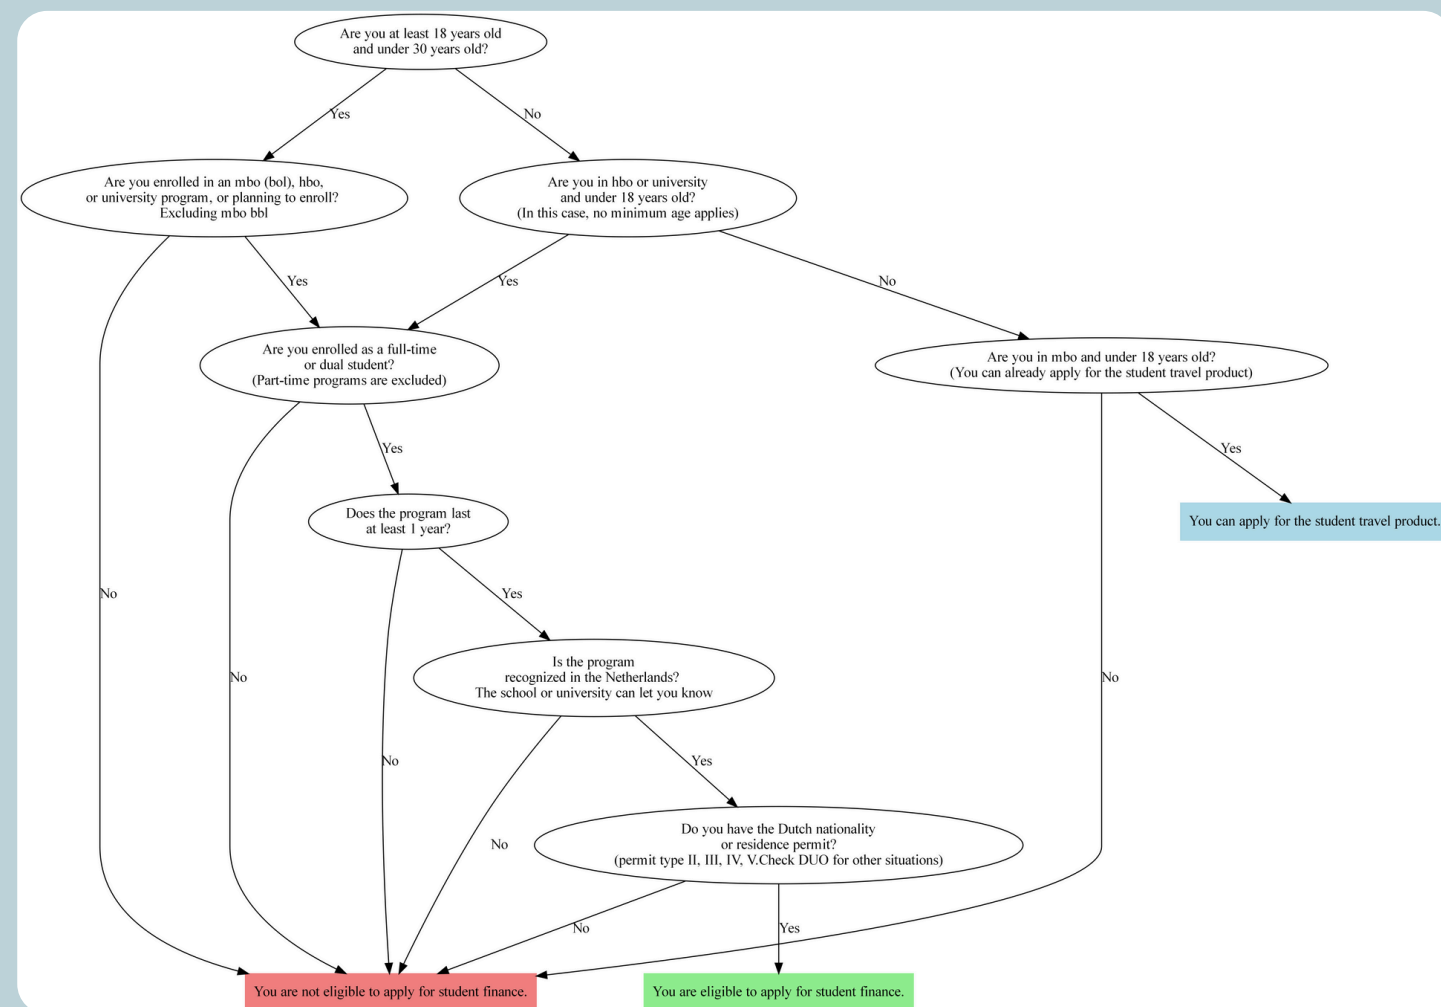 Are you at least 18 years old
and under 30 years old?
Yes
No
Are you enrolled in an mbo (bol), hbo,
or university program, or planning to enroll?
Excluding mbo bbl
Are you in hbo or university
and under 18 years old?
(In this case, no minimum age applies)
Yes
Yes
No
Are you enrolled as a full-time
or dual student?
(Part-time programs are excluded)
Are you in mbo and under 18 years old?
(You can already apply for the student travel product)
Yes
Yes
Does the program last
at least 1 year?
You can apply for the student travel product.
No
Yes
Is the program
recognized in the Netherlands?
The school or university can let you know
No
No
No
Yes
Do you have the Dutch nationality
or residence permit?
(permit type II, III, IV, V.Check DUO for other situations)
No
No
Yes
You are not eligible to apply for student finance.
You are eligible to apply for student finance.